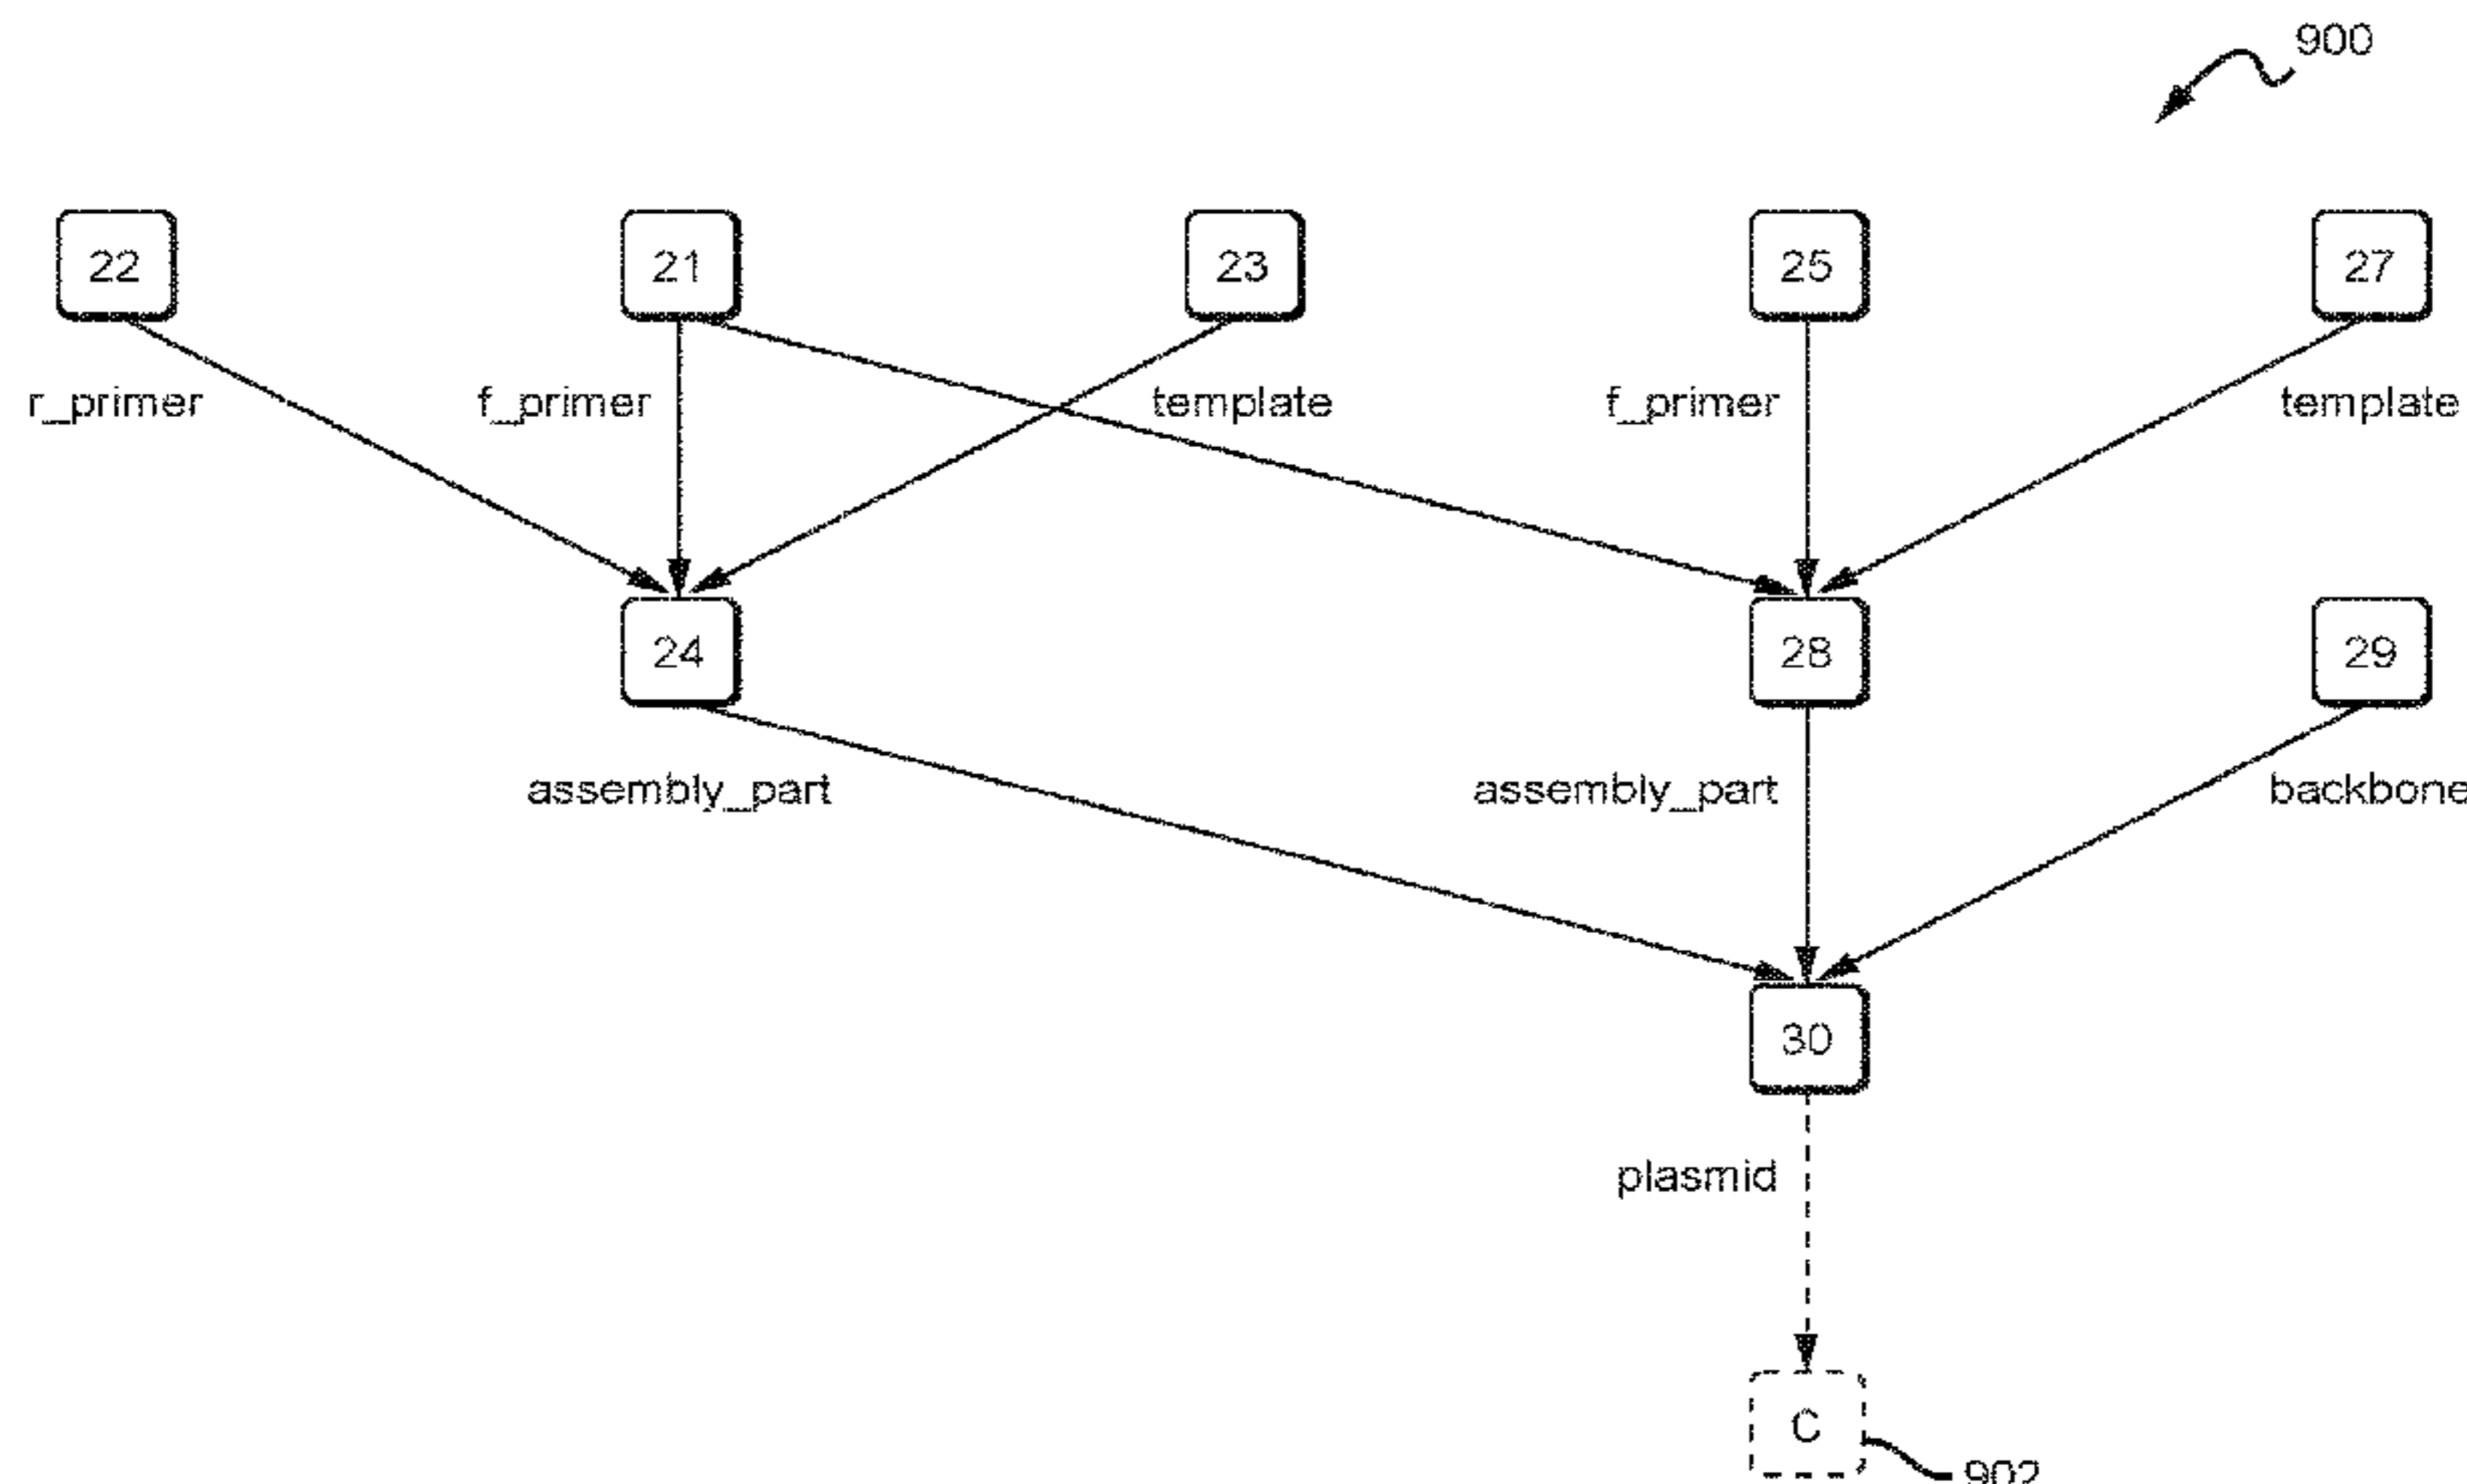 900
22 21 23 25 27
r_primer f_primer template f_primer template
24 28 29
assembly_part assembly_part backbone
30
plasmid
C
902